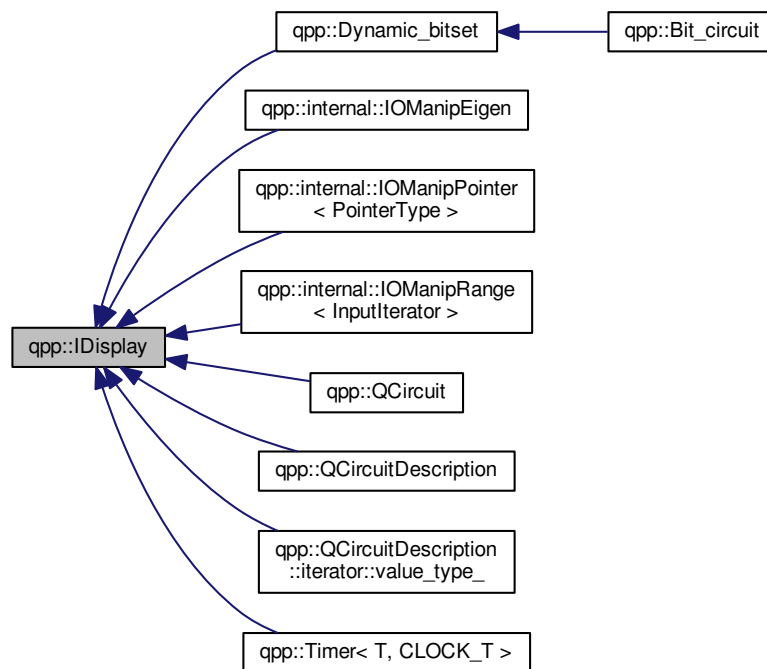 qpp::Dynamic_bitset
qpp::Bit_circuit
qpp::internal::IOManipEigen
qpp::internal::IOManipPointer
< PointerType >
qpp::internal::IOManipRange
< InputIterator >
qpp::IDisplay
qpp::QCircuit
qpp::QCircuitDescription
qpp::QCircuitDescription
::iterator::value_type_
qpp::Timer< T, CLOCK_T >